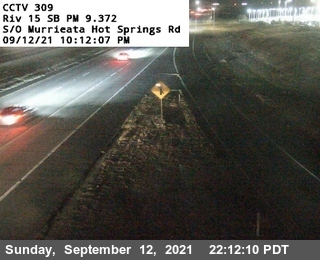 CCTV 309
Riv 15 SB PM 9.372
S/O Murrieata Hot Springs Rd
09/12/21 10:12:07 PM
Sunday, September 12, 2021 22:12:10 PDT